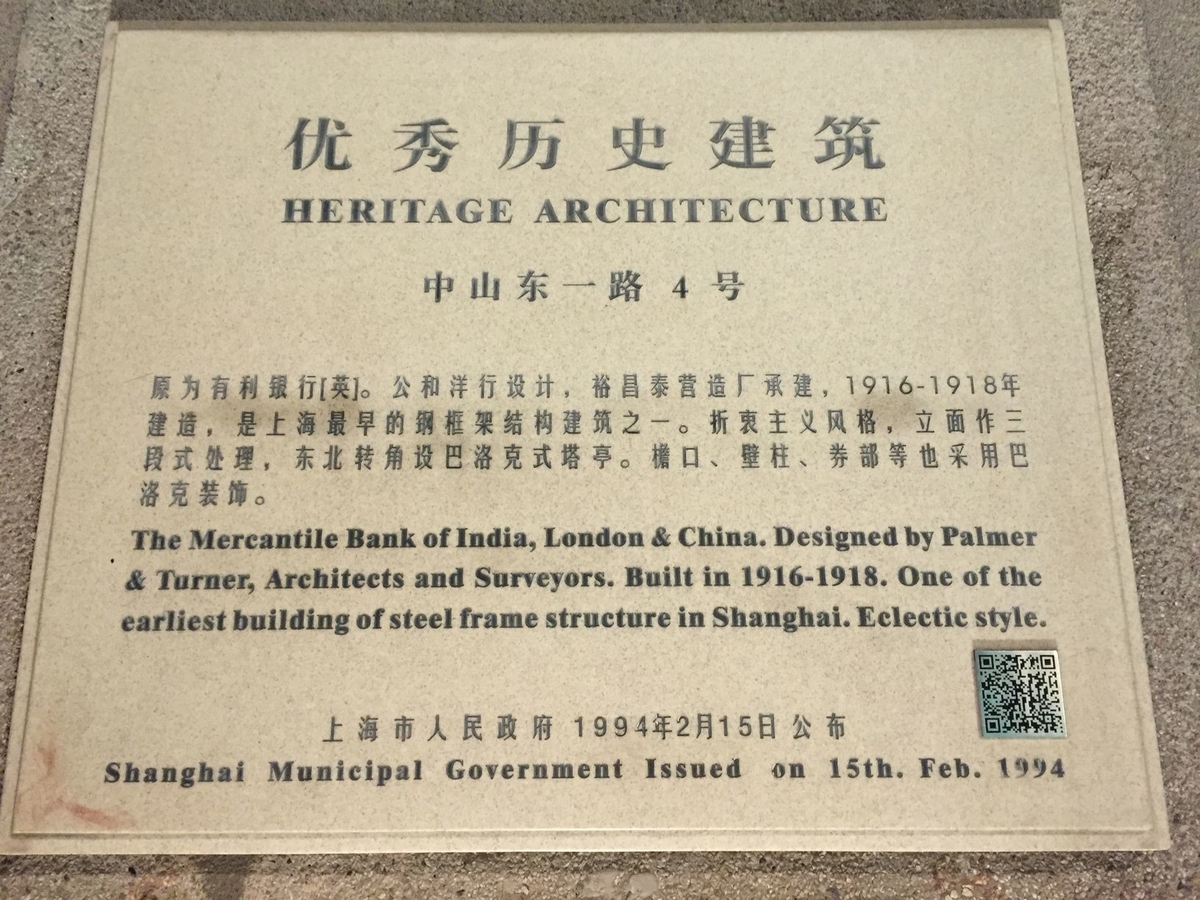 优秀历史建筑
HERITAGE ARCHITECTURE
中山东一路 4 号
原为有利银行[英]。公和洋行设计，裕昌泰营造厂承建，1916-1918年
建造，是上海最早的钢框架结构建筑之一。折衷主义风格，立面作三
段式处理，东北转角设巴洛克式塔亭。檐口、壁柱、券部等也采用巴
洛克装饰。
The Mercantile Bank of India, London & China. Designed by Palmer
& Turner, Architects and Surveyors. Built in 1916-1918. One of the
earliest building of steel frame structure in Shanghai. Eclectic style.
上海市人民政府 1994年2月15日公布
Shanghai Municipal Government Issued on 15th. Feb. 1994